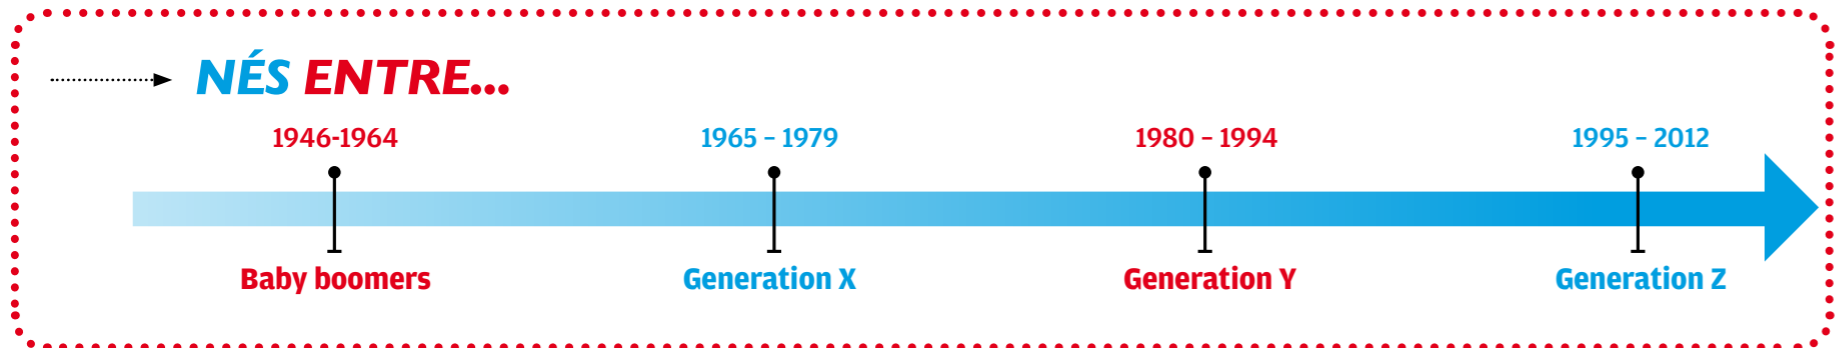 NÉS ENTRE...
1946-1964
1965 – 1979
1980 – 1994
1995 – 2012
Baby boomers
Generation X
Generation Y
Generation Z